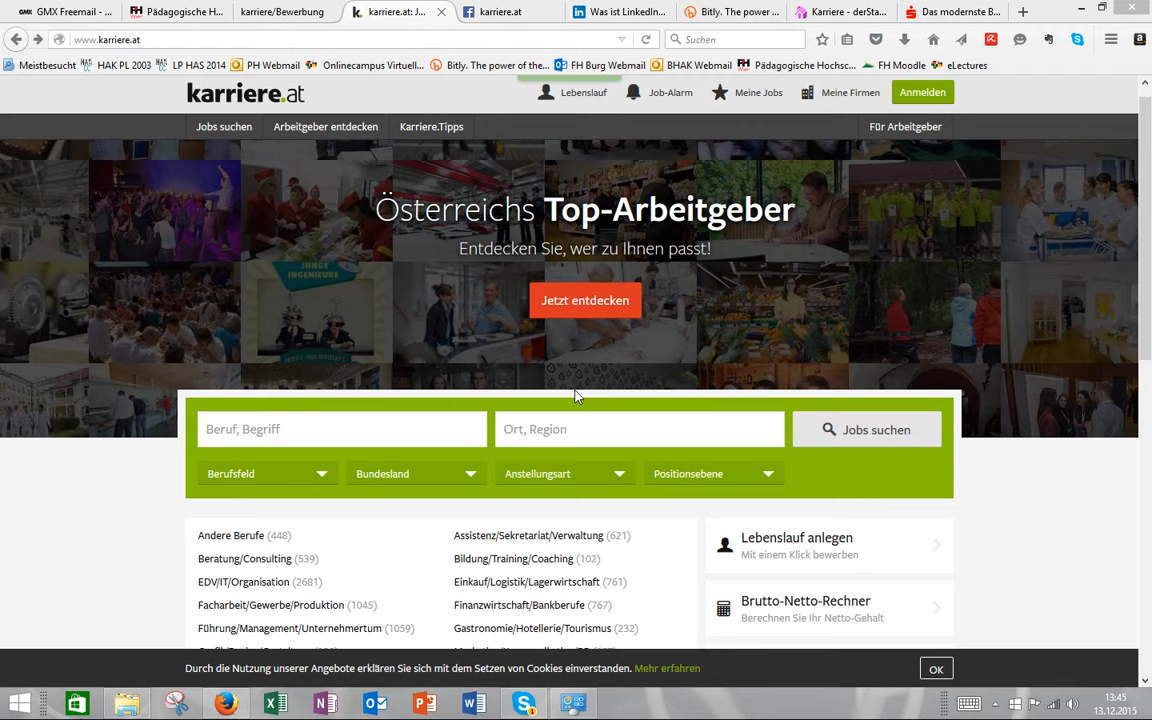 GMX Freemail - ...
Pädagogische H...
karriere/Bewerbung
karriere.at: J...
karriere.at
Was ist LinkedIn...
Bitly. The power ...
Karriere - derSta...
Das modernste B...
www.karriere.at
Suchen
Meistbesucht
HAK PL 2003
LP HAS 2014
PH Webmail
Onlinecampus Virtuell...
Bitly. The power of the...
FH Burg Webmail
BHAK Webmail
Pädagogische Hochsc...
FH Moodle
eLectures
karriere.at
Lebenslauf
Job-Alarm
Meine Jobs
Meine Firmen
Anmelden
Jobs suchen
Arbeitgeber entdecken
Karriere.Tipps
Für Arbeitgeber
Österreichs Top-Arbeitgeber
Entdecken Sie, wer zu Ihnen passt!
JUNGE
INGENIEURE
Jetzt entdecken
Beruf, Begriff
Ort, Region
Jobs suchen
Berufsfeld
Bundesland
Anstellungsart
Positionsebene
Andere Berufe (448)
Assistenz/Sekretariat/Verwaltung (621)
Beratung/Consulting (539)
Bildung/Training/Coaching (102)
EDV/IT/Organisation (2681)
Einkauf/Logistik/Lagerwirtschaft (761)
Facharbeit/Gewerbe/Produktion (1045)
Finanzwirtschaft/Bankberufe (767)
Führung/Management/Unternehmertum (1059)
Gastronomie/Hotellerie/Tourismus (232)
Lebenslauf anlegen
Mit einem Klick bewerben
Brutto-Netto-Rechner
Berechnen Sie Ihr Netto-Gehalt
Durch die Nutzung unserer Angebote erklären Sie sich mit dem Setzen von Cookies einverstanden. Mehr erfahren
OK
13:45
13.12.2015